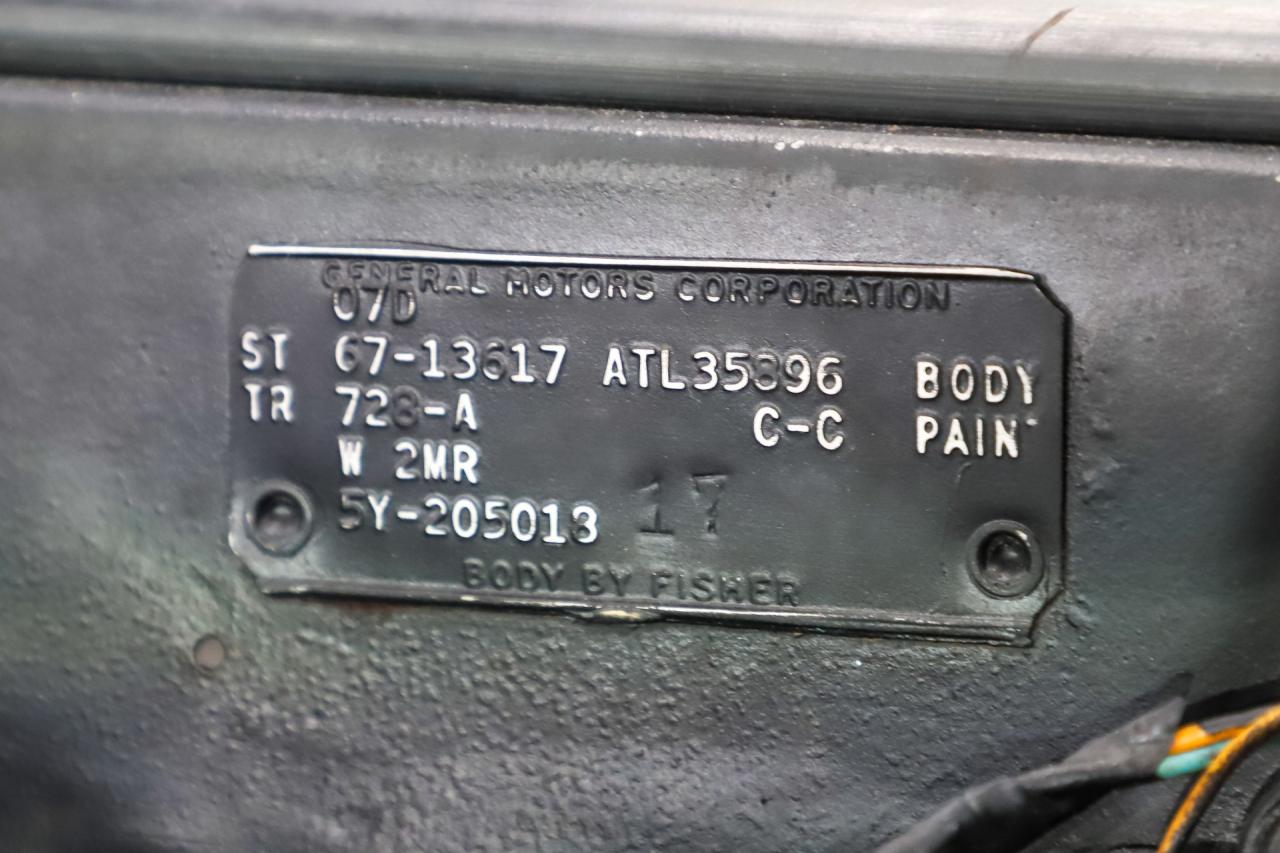 GENERAL MOTORS CORPORATION
07D
ST 67-13617 ATL35896 BODY
TR 728-A C-C PAINT
W 2MR
5Y-205013 17
BODY BY FISHER